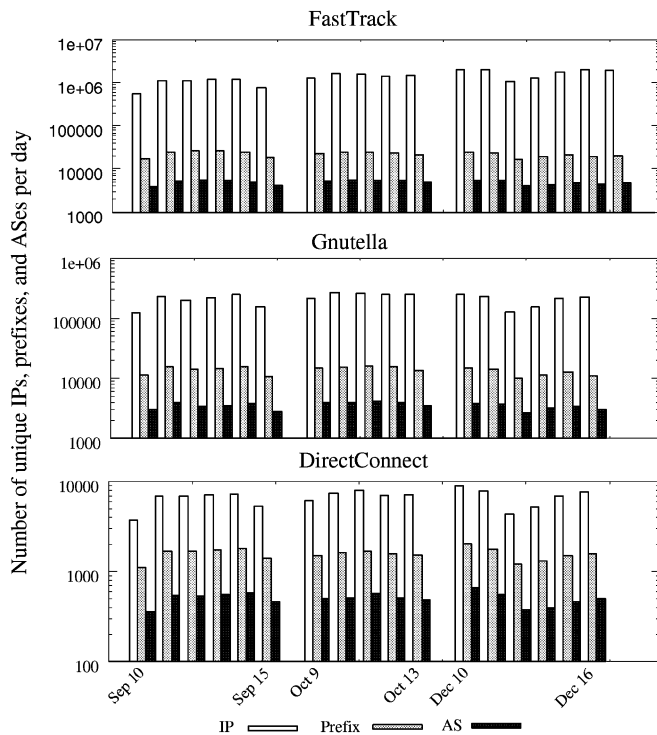 FastTrack
1e+07
1e+06
100000
10000
1000
Gnutella
1e+06
100000
10000
1000
DirectConnect
10000
1000
100
Number of unique IPs, prefixes, and ASes per day
Sep 10
Sep 15
Oct 9
Oct 13
Dec 10
Dec 16
IP
Prefix
AS